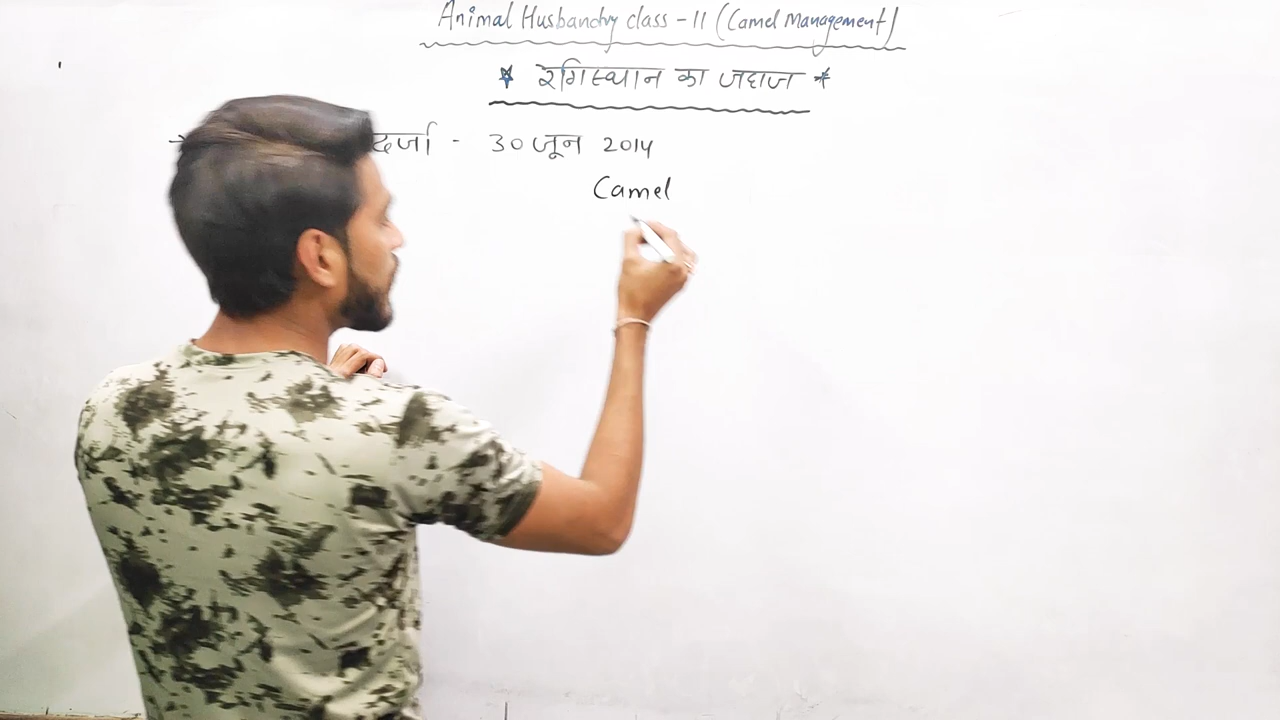 Animal Husbandry class - 11 (Camel Management)
* रेगिस्थान का जहाज *
दर्जा - 30 जून 2014
Camel